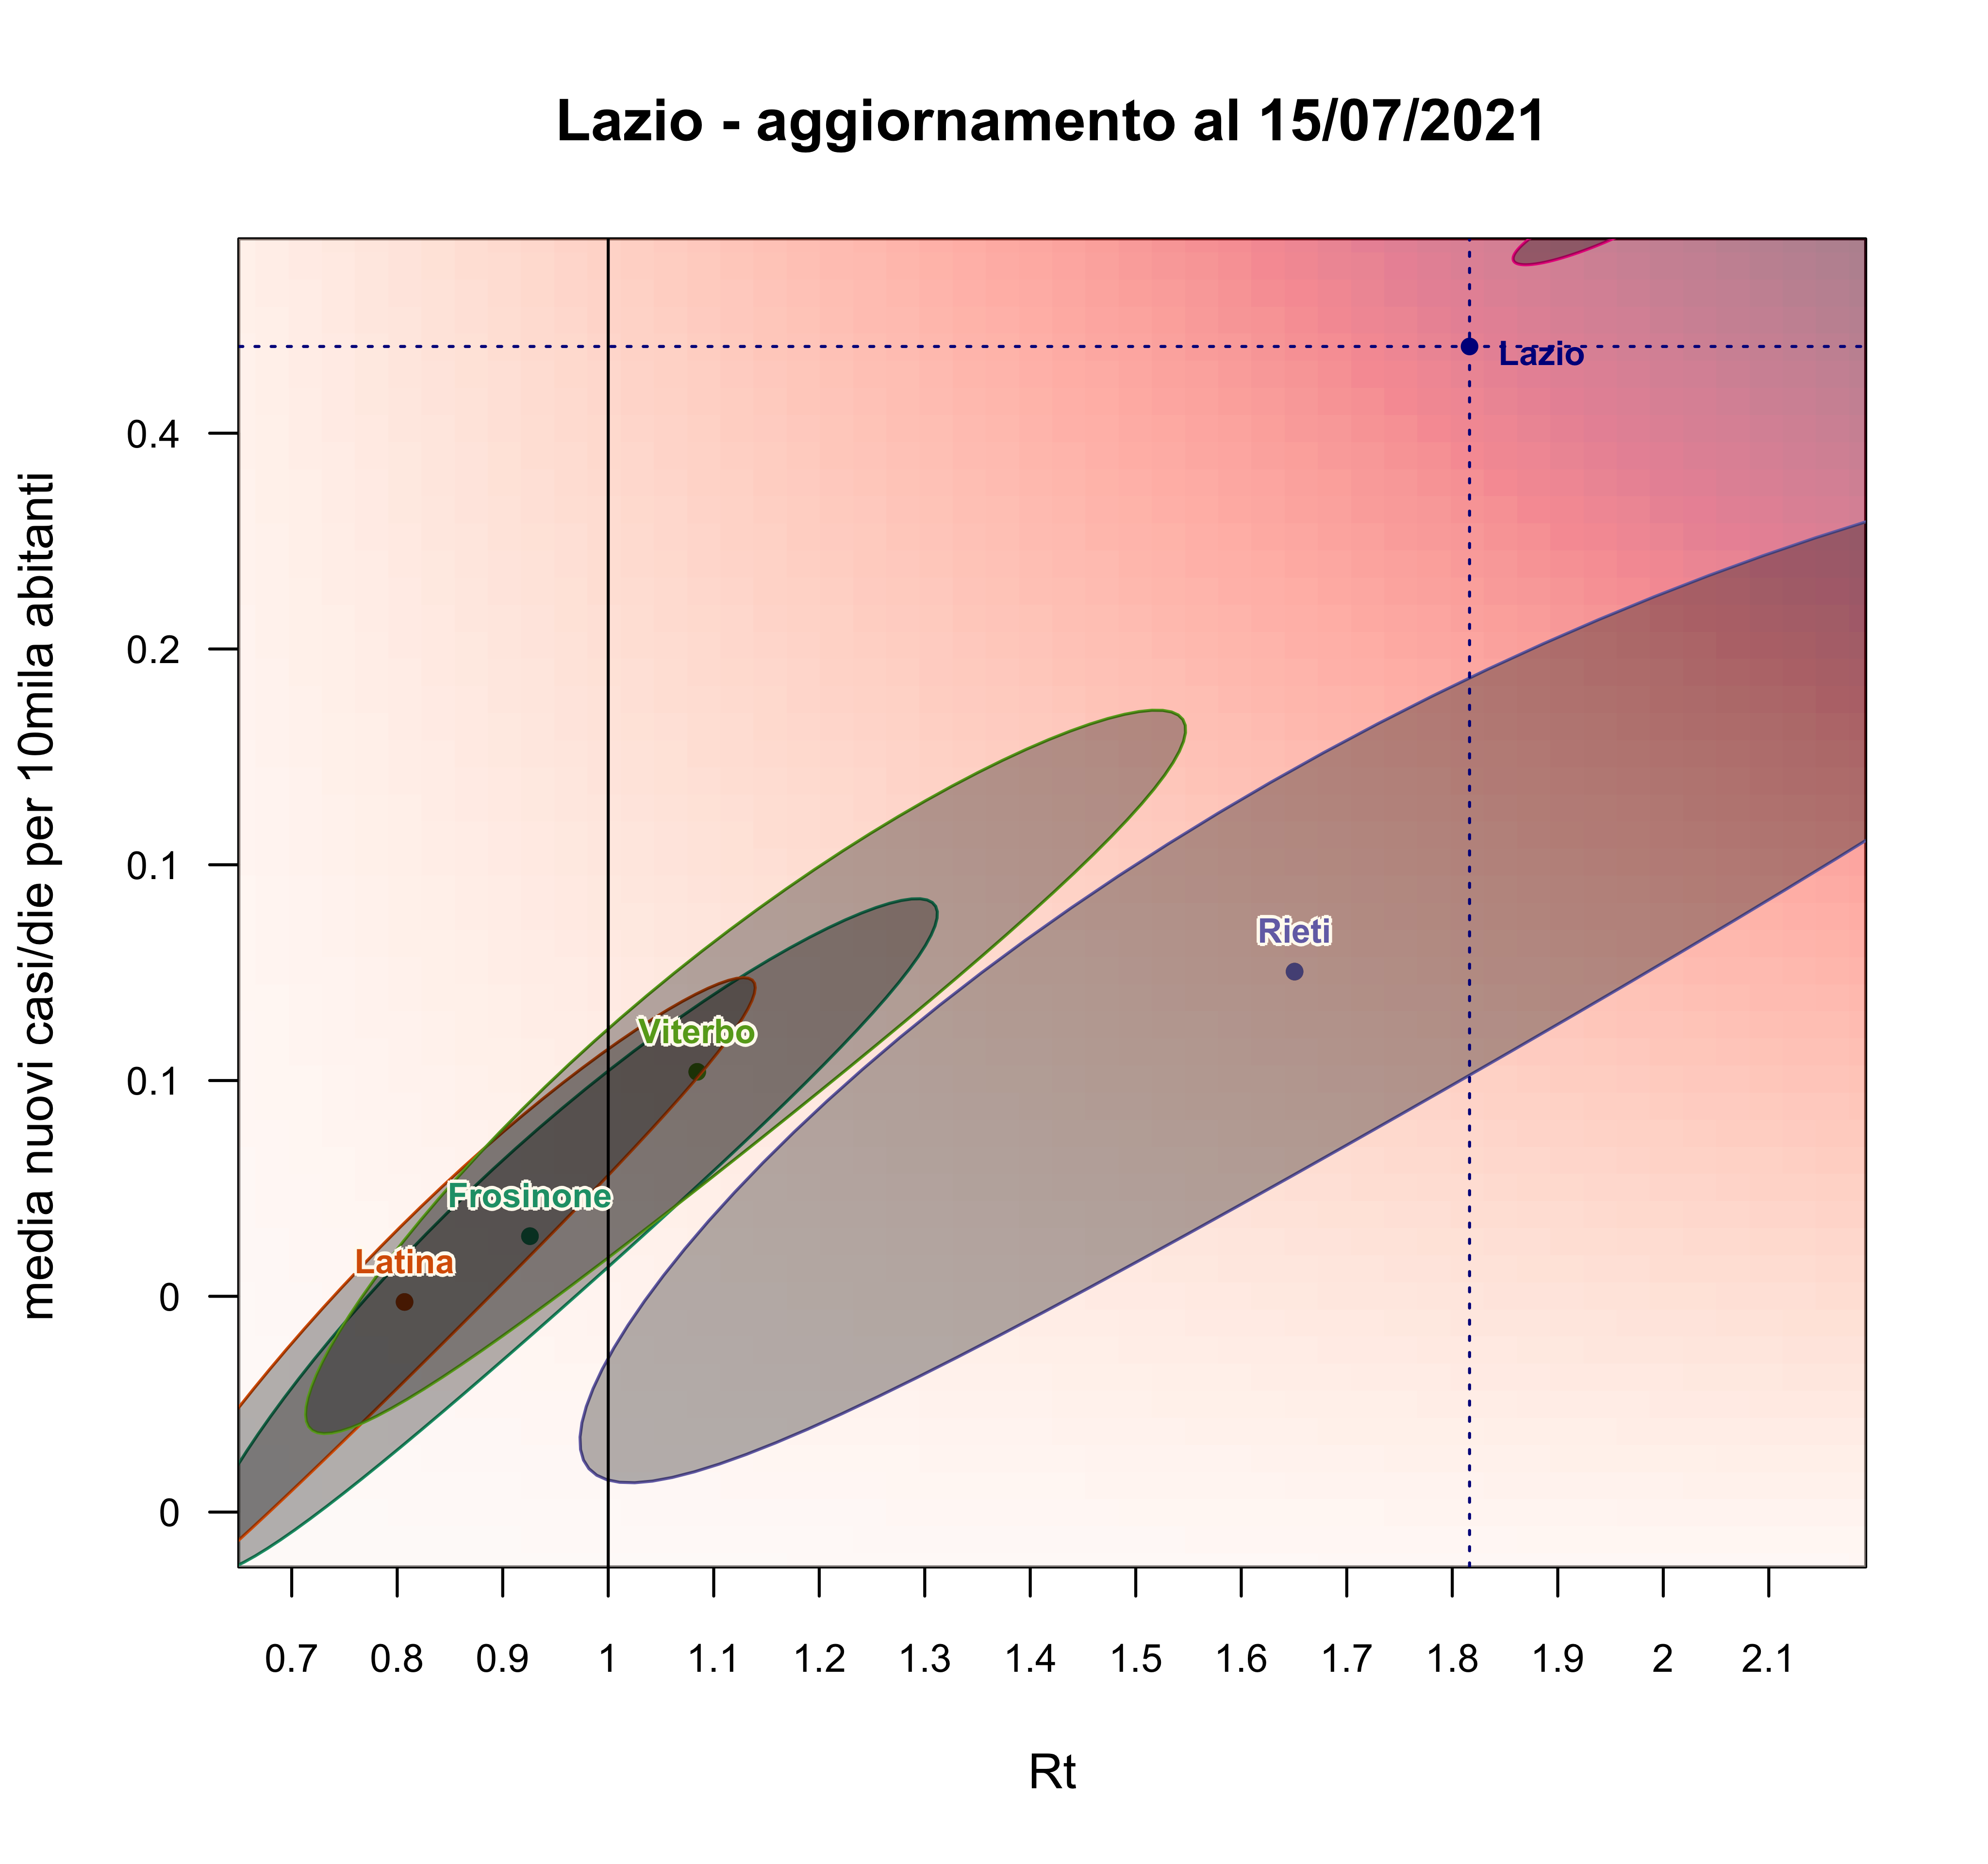 Lazio - aggiornamento al 15/07/2021
media nuovi casi/die per 10mila abitanti
0.4
0.2
0.1
0.1
0
0
Lazio
Rieti
Viterbo
Frosinone
Latina
0.7 0.8 0.9 1 1.1 1.2 1.3 1.4 1.5 1.6 1.7 1.8 1.9 2 2.1
Rt